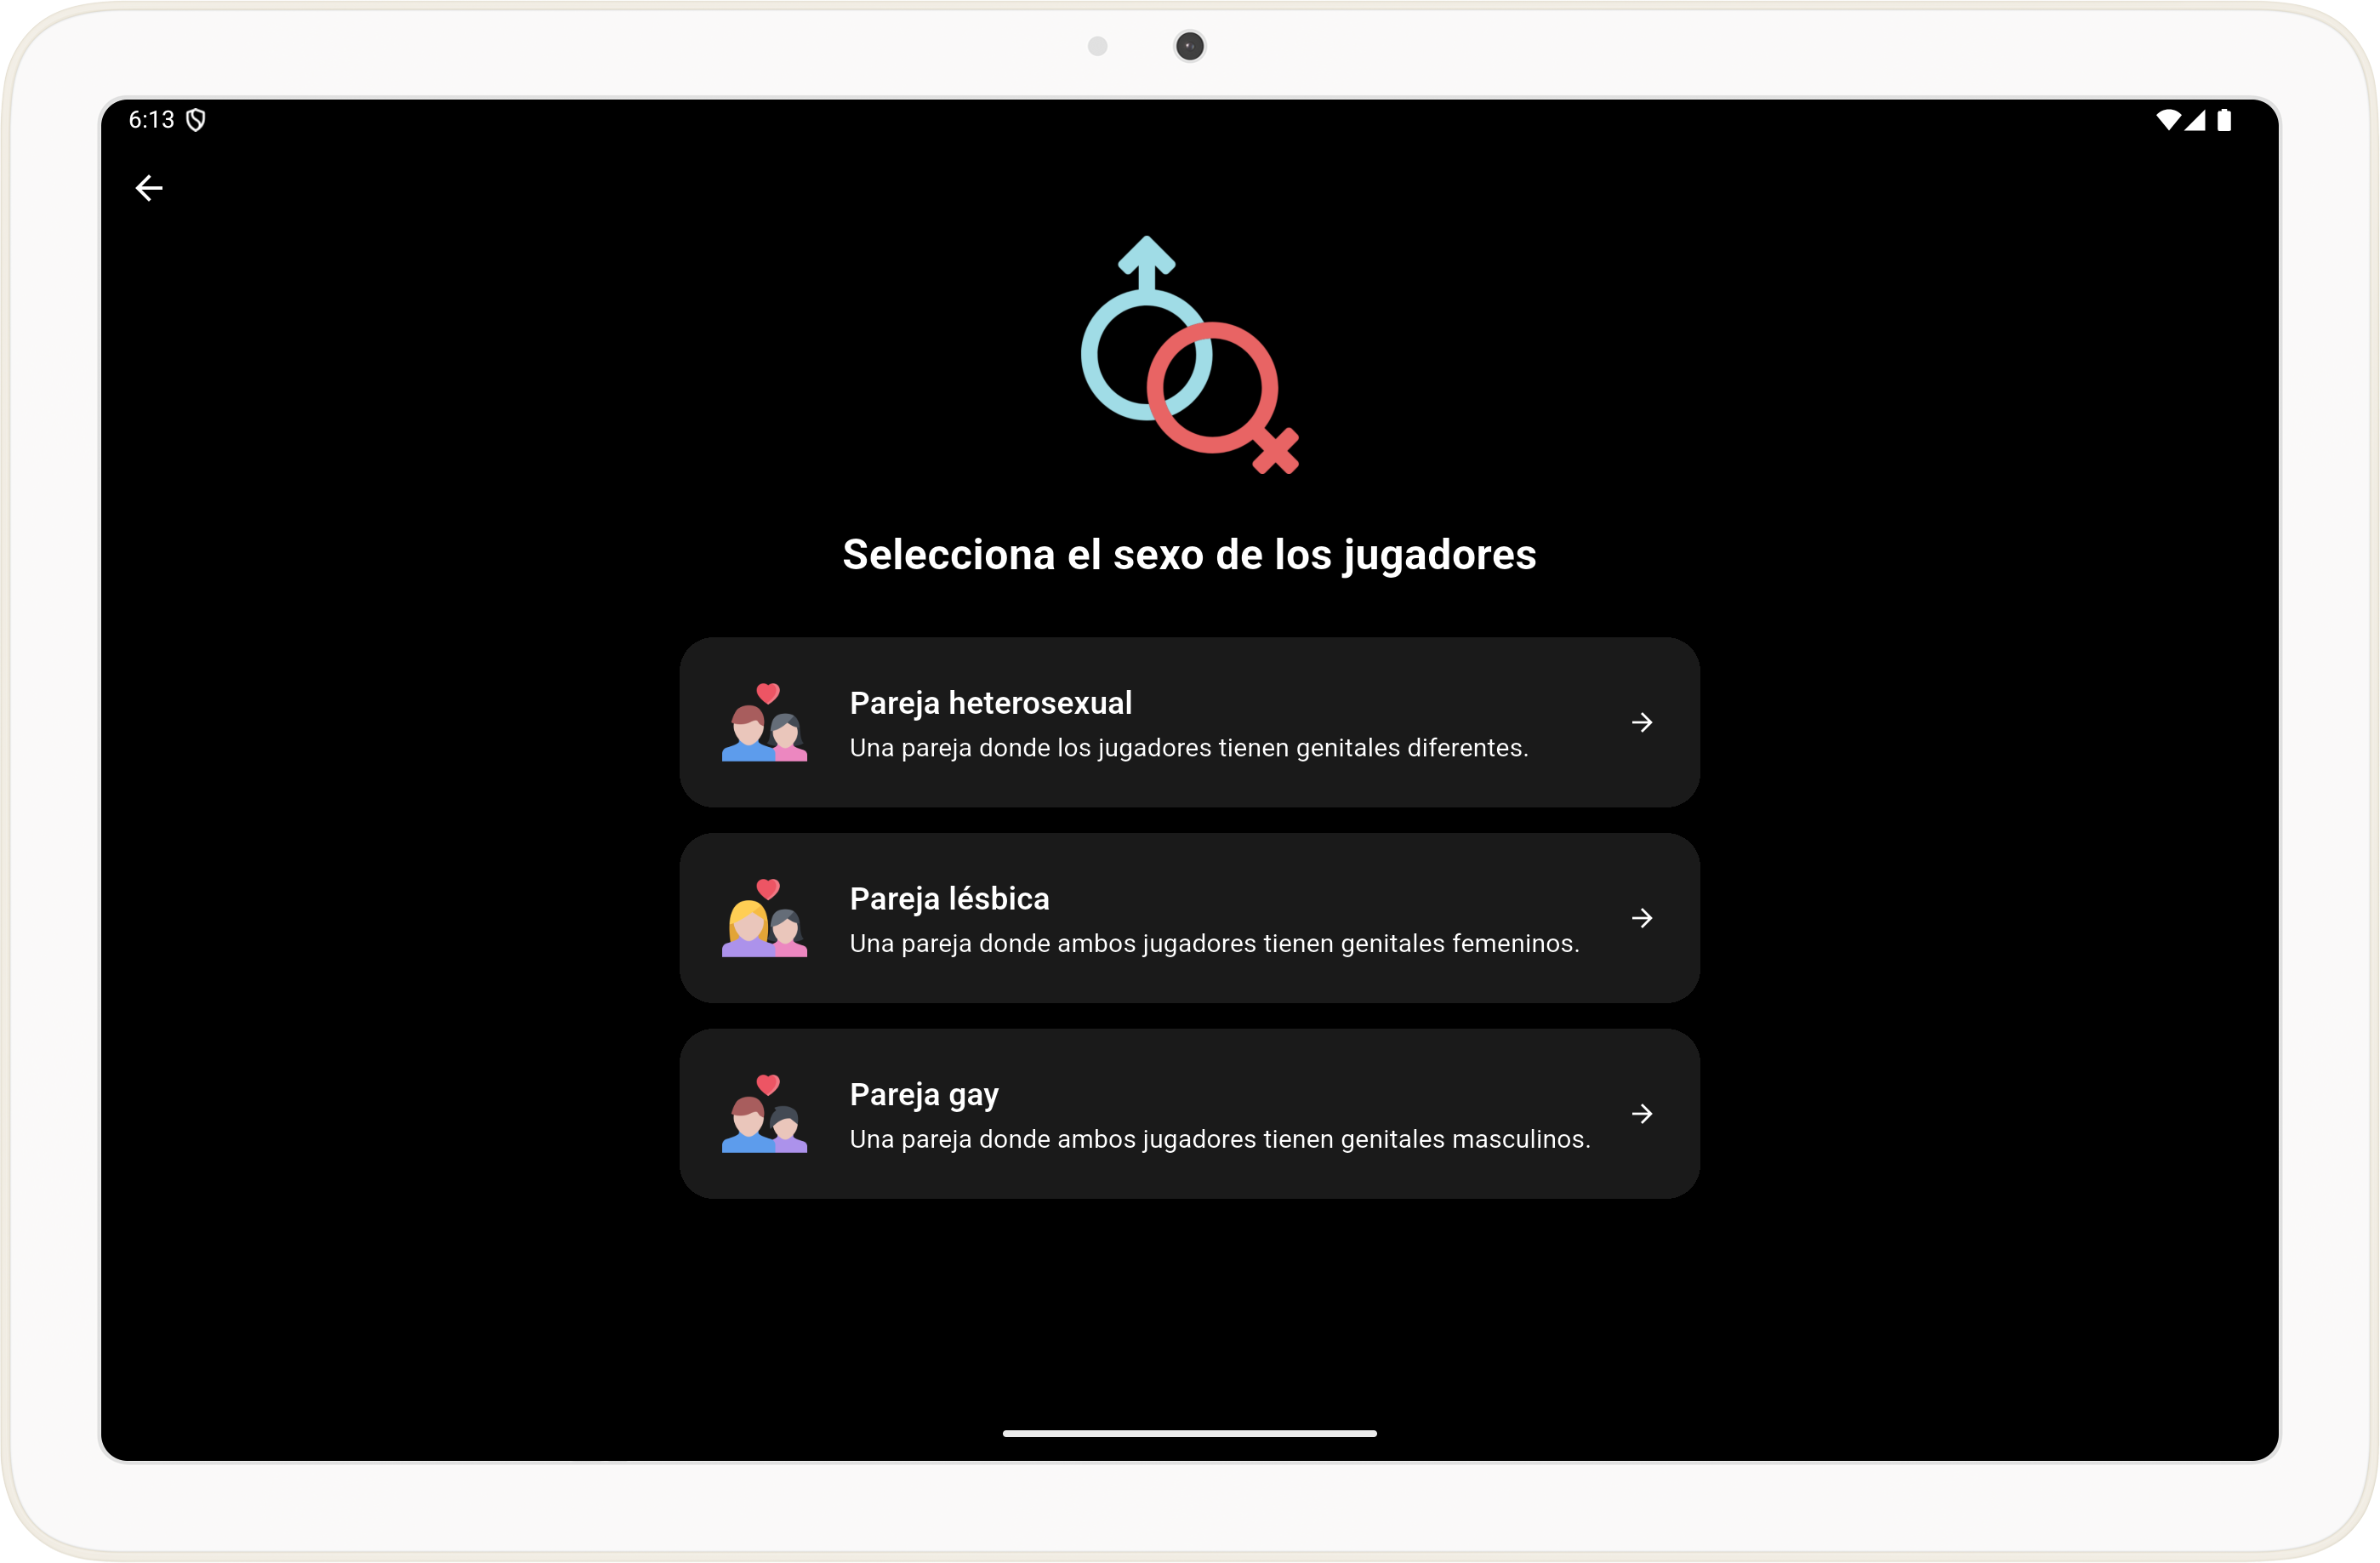 6:13
Selecciona el sexo de los jugadores
Pareja heterosexual
Una pareja donde los jugadores tienen genitales diferentes.
Pareja lésbica
Una pareja donde ambos jugadores tienen genitales femeninos.
Pareja gay
Una pareja donde ambos jugadores tienen genitales masculinos.